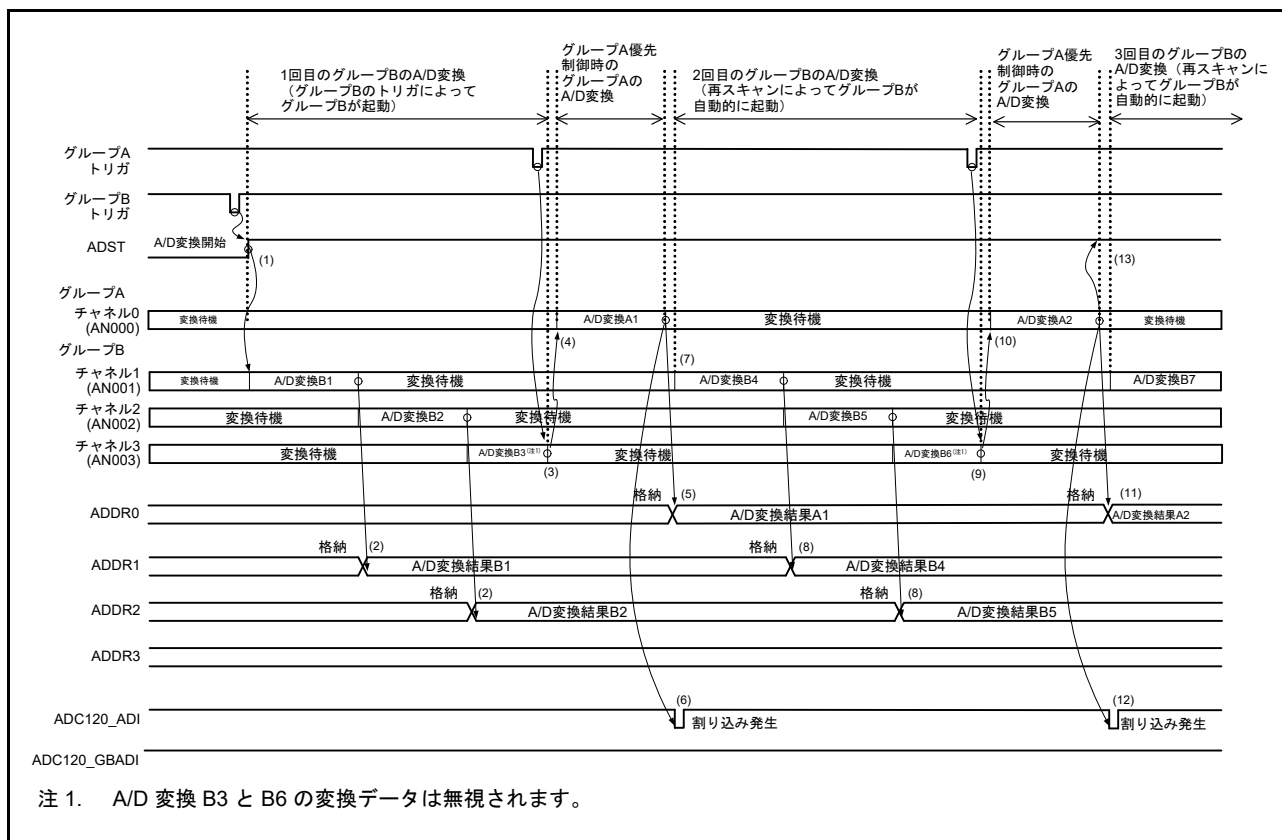 1回目のグループBのA/D変換
（グループBのトリガによって
グループBが起動）
グループA優先
制御時の
グループAの
A/D変換
2回目のグループBのA/D変換
（再スキャンによってグループBが
自動的に起動）
グループA優先
制御時の
グループAの
A/D変換
3回目のグループBの
A/D変換（再スキャンに
よってグループBが
自動的に起動）
グループA
トリガ
グループB
トリガ
ADST
A/D変換開始
(1)
(13)
グループA
チャネル0
(AN000)
変換待機
A/D変換A1
変換待機
A/D変換A2
変換待機
(4)
(10)
グループB
(7)
チャネル1
(AN001)
変換待機
A/D変換B1
変換待機
A/D変換B4
変換待機
A/D変換B7
チャネル2
(AN002)
変換待機
A/D変換B2
変換待機
A/D変換B5
変換待機
チャネル3
(AN003)
変換待機
A/D変換B3(注1)
変換待機
A/D変換B6(注1)
変換待機
(3)
(9)
ADDR0
格納
(5)
A/D変換結果A1
格納
(11)
A/D変換結果A2
ADDR1
格納
(2)
A/D変換結果B1
格納
(8)
A/D変換結果B4
ADDR2
格納
(2)
A/D変換結果B2
格納
(8)
A/D変換結果B5
ADDR3
ADC120_ADI
(6)
割り込み発生
(12)
割り込み発生
ADC120_GBADI
注 1. A/D 変換 B3 と B6 の変換データは無視されます。